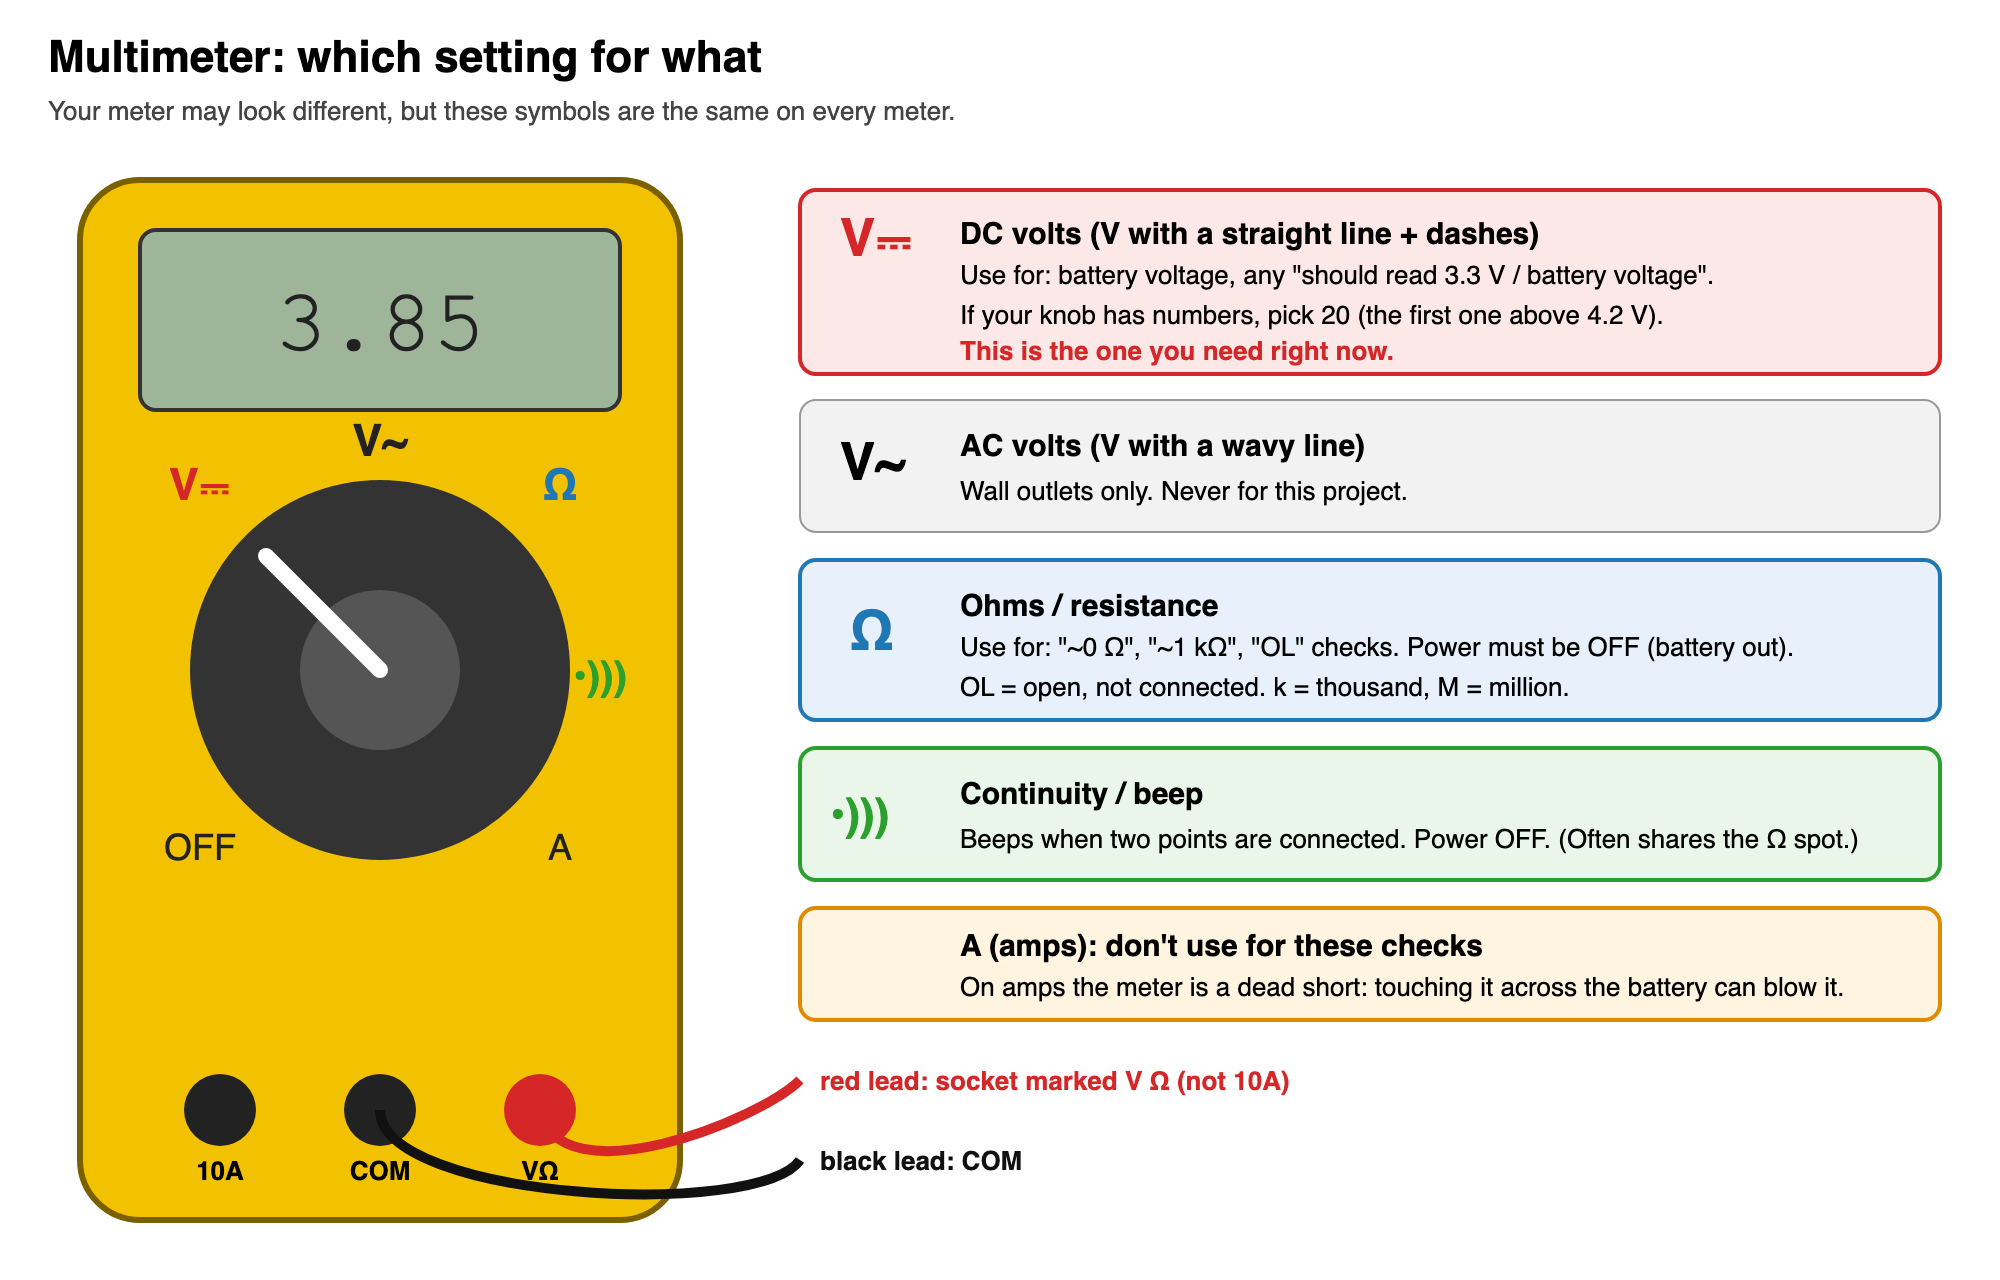 Multimeter: which setting for what
Your meter may look different, but these symbols are the same on every meter.
3.85
V~
V⎓
Ω
•)))
OFF
A
10A
COM
VΩ
V⎓
DC volts (V with a straight line + dashes)
Use for: battery voltage, any "should read 3.3 V / battery voltage".
If your knob has numbers, pick 20 (the first one above 4.2 V).
This is the one you need right now.
V~
AC volts (V with a wavy line)
Wall outlets only. Never for this project.
Ω
Ohms / resistance
Use for: "~0 Ω", "~1 kΩ", "OL" checks. Power must be OFF (battery out).
OL = open, not connected. k = thousand, M = million.
•)))
Continuity / beep
Beeps when two points are connected. Power OFF. (Often shares the Ω spot.)
A (amps): don't use for these checks
On amps the meter is a dead short: touching it across the battery can blow it.
red lead: socket marked V Ω (not 10A)
black lead: COM